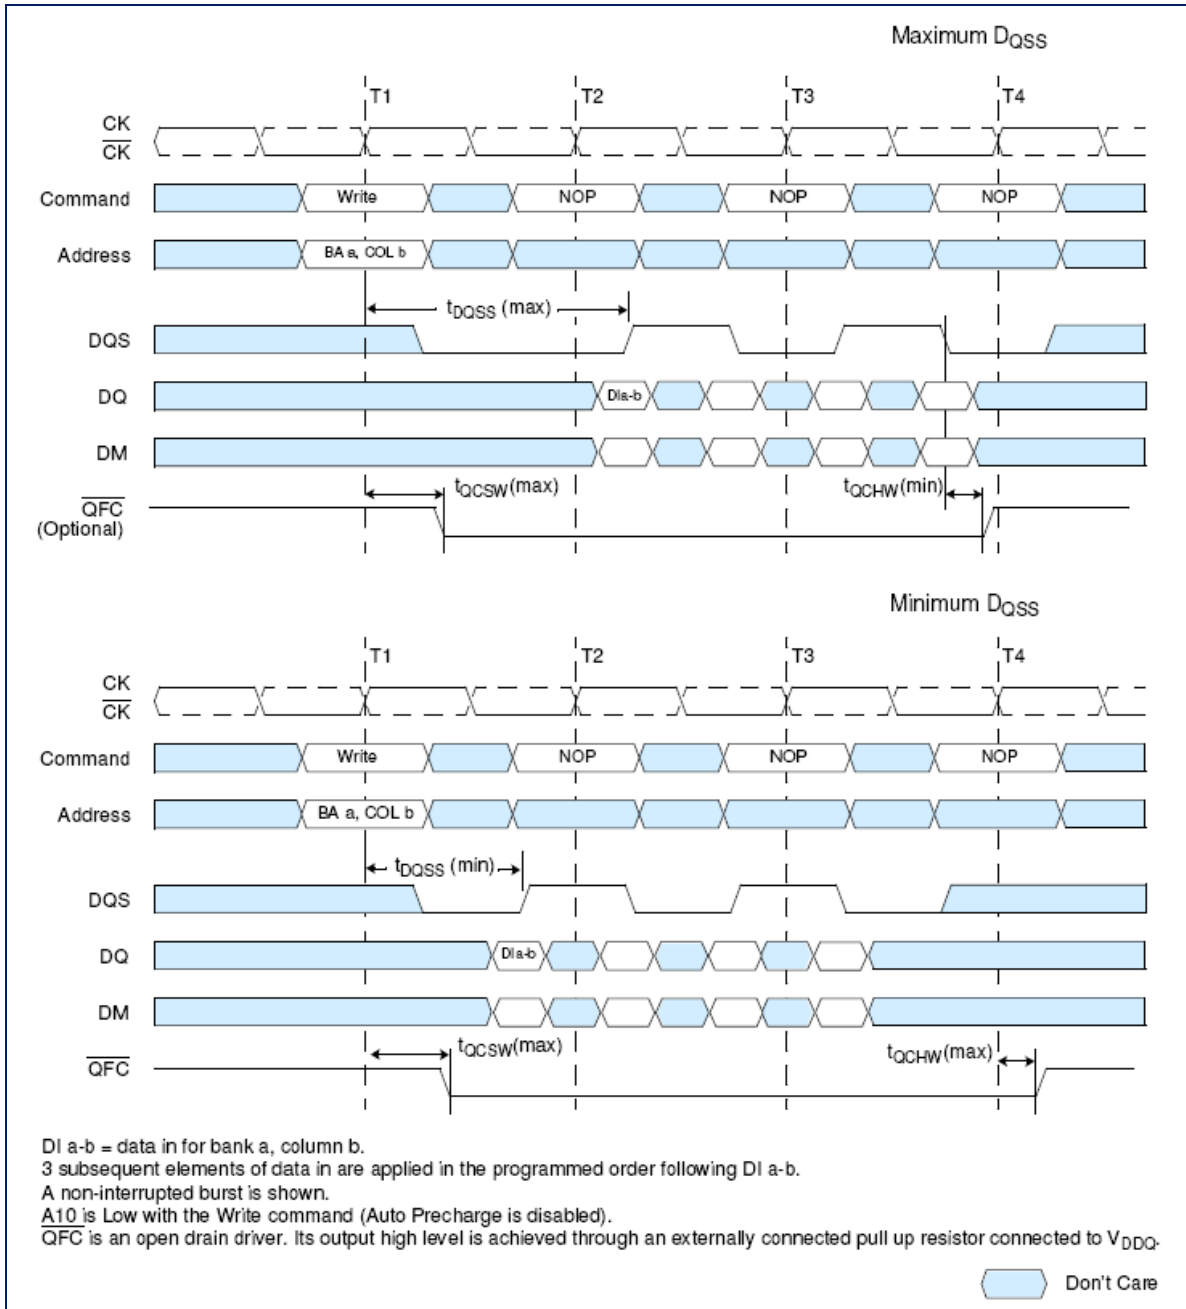 Maximum DQSS
T1 T2 T3 T4
CK
CK
Command Write NOP NOP NOP
Address BA a, COL b
tDQSS (max)
DQS
DQ DIa-b
DM
tQCSW(max) tQCHW(min)
QFC
(Optional)
Minimum DQSS
T1 T2 T3 T4
CK
CK
Command Write NOP NOP NOP
Address BA a, COL b
tDQSS (min)
DQS
DQ DI a-b
DM
tQCSW(max) tQCHW(max)
QFC
DI a-b = data in for bank a, column b.
3 subsequent elements of data in are applied in the programmed order following DI a-b.
A non-interrupted burst is shown.
A10 is Low with the Write command (Auto Precharge is disabled).
QFC is an open drain driver. Its output high level is achieved through an externally connected pull up resistor connected to VDDQ.
Don't Care